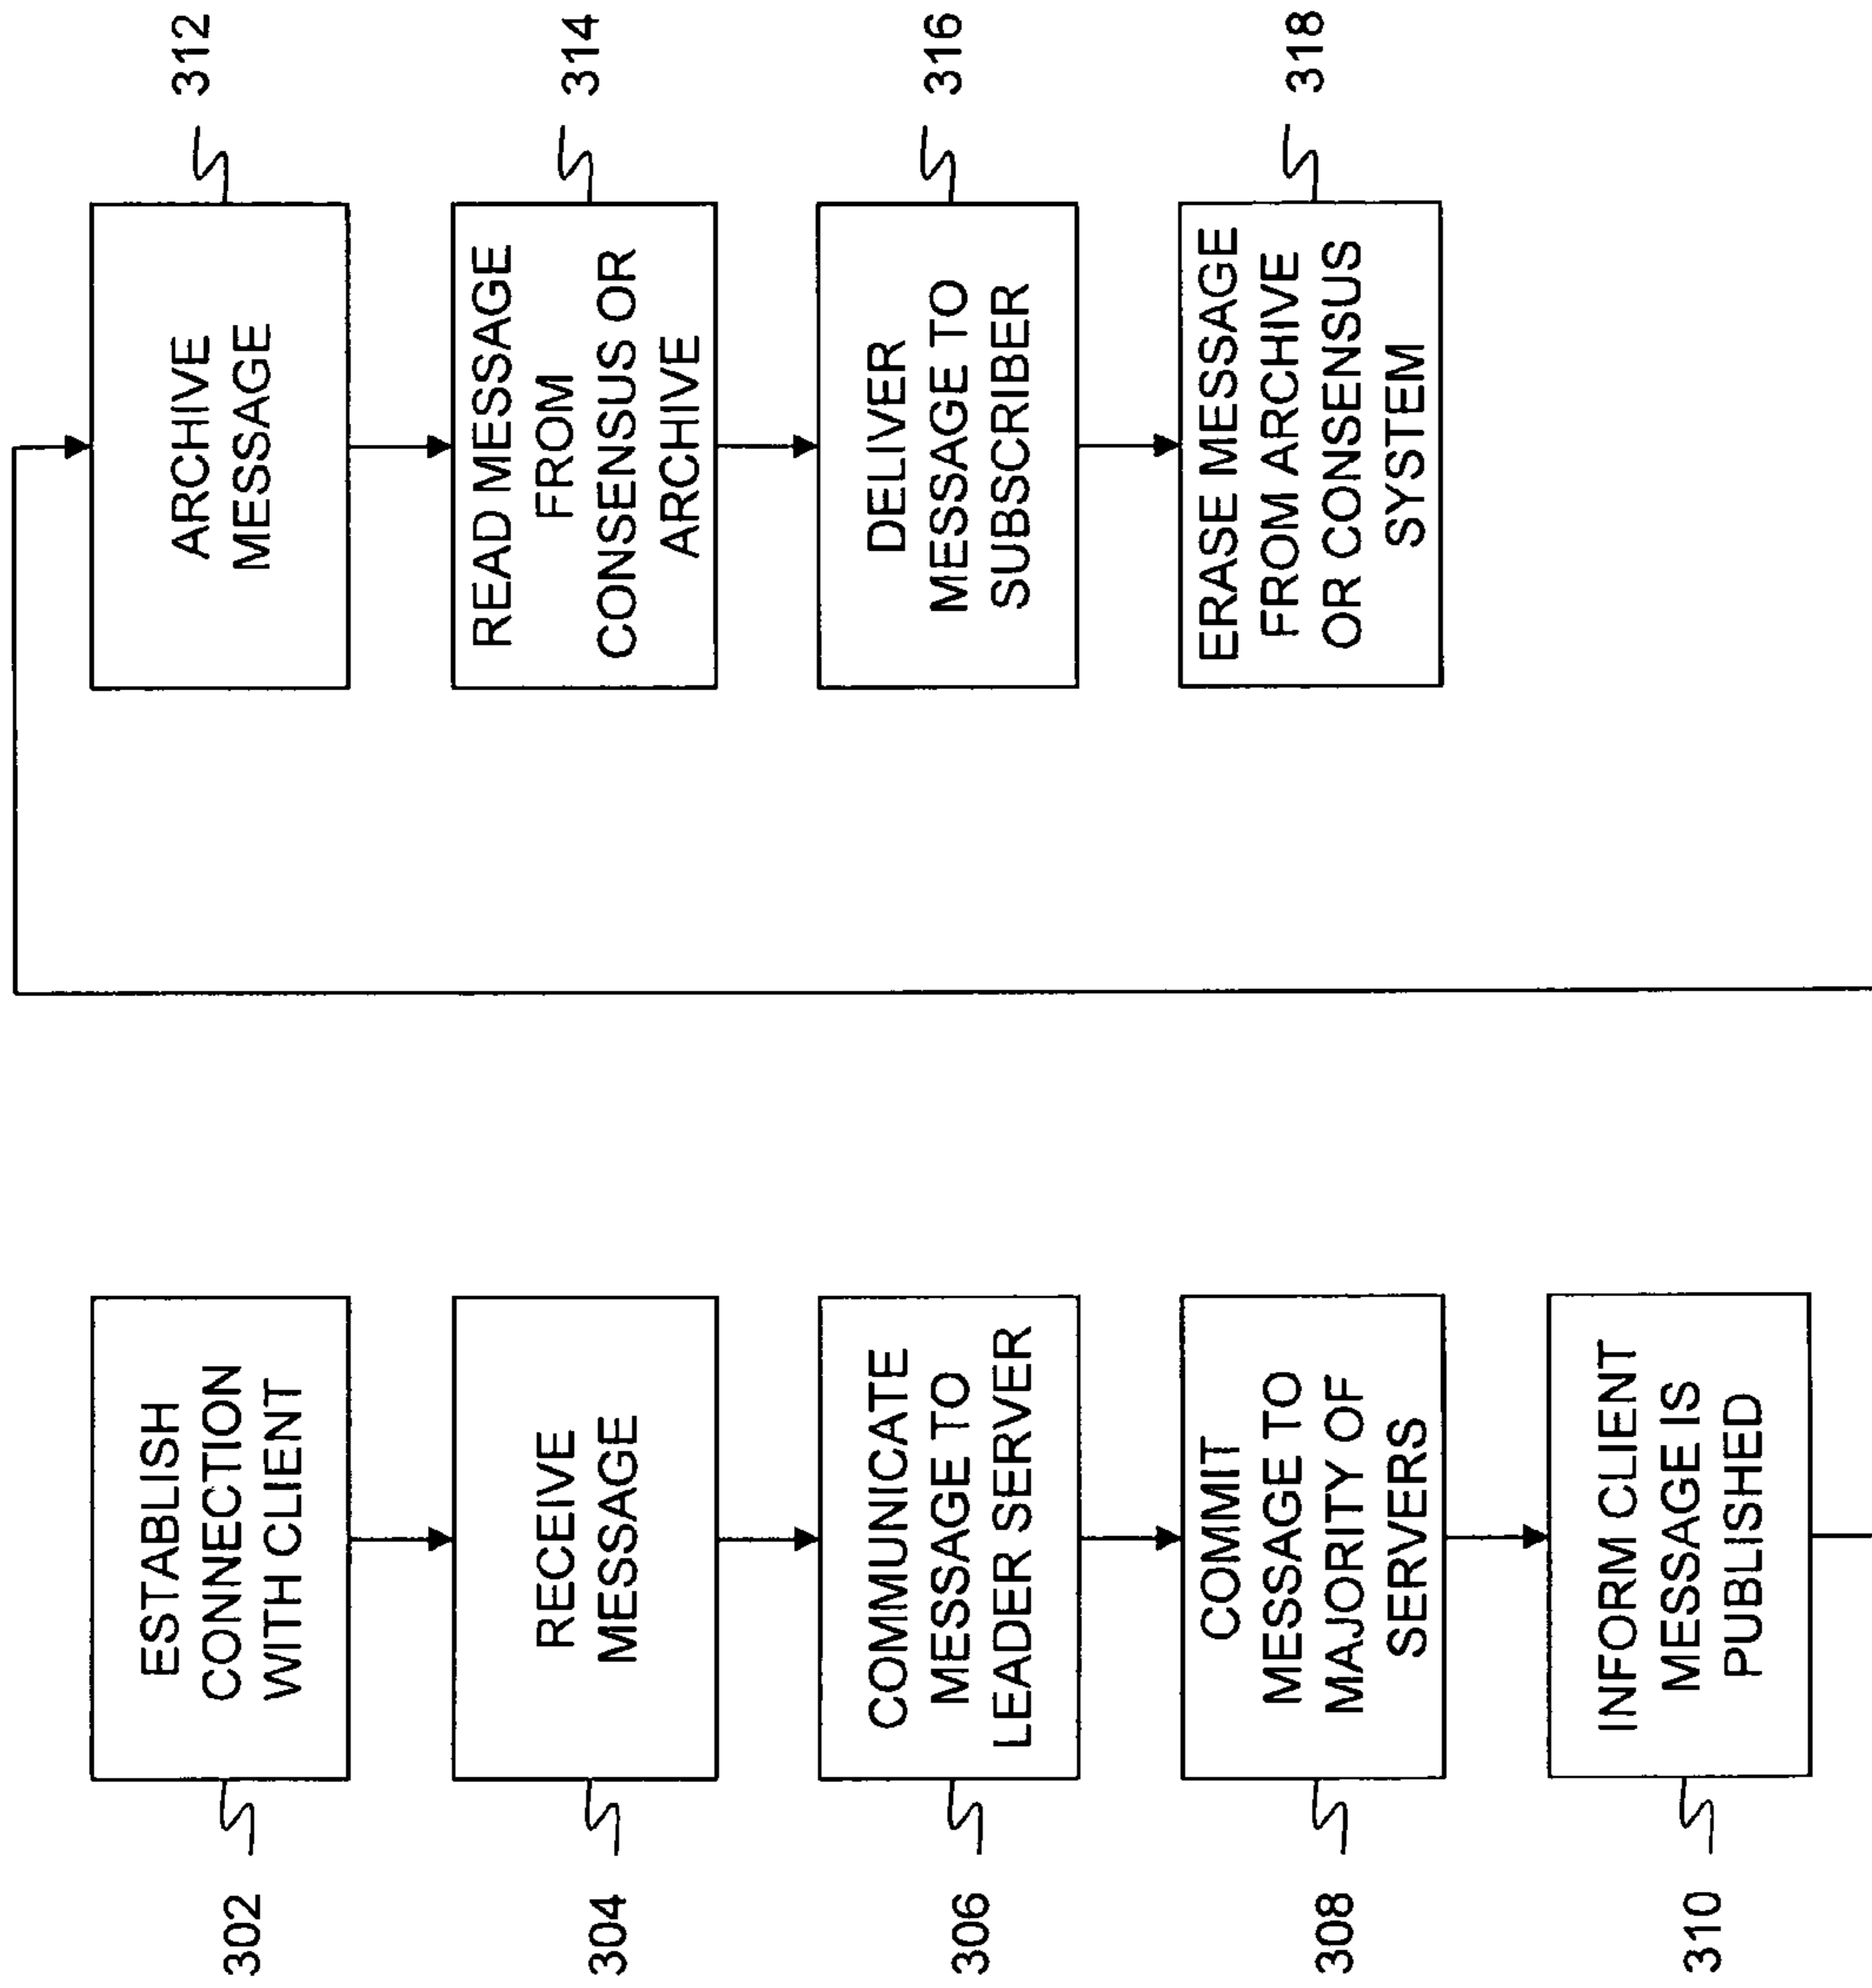 302
ESTABLISH
CONNECTION
WITH CLIENT
304
RECEIVE
MESSAGE
306
COMMUNICATE
MESSAGE TO
LEADER SERVER
308
COMMIT
MESSAGE TO
MAJORITY OF
SERVERS
310
INFORM CLIENT
MESSAGE IS
PUBLISHED
312
ARCHIVE
MESSAGE
314
READ MESSAGE
FROM
CONSENSUS OR
ARCHIVE
316
DELIVER
MESSAGE TO
SUBSCRIBER
318
ERASE MESSAGE
FROM ARCHIVE
OR CONSENSUS
SYSTEM